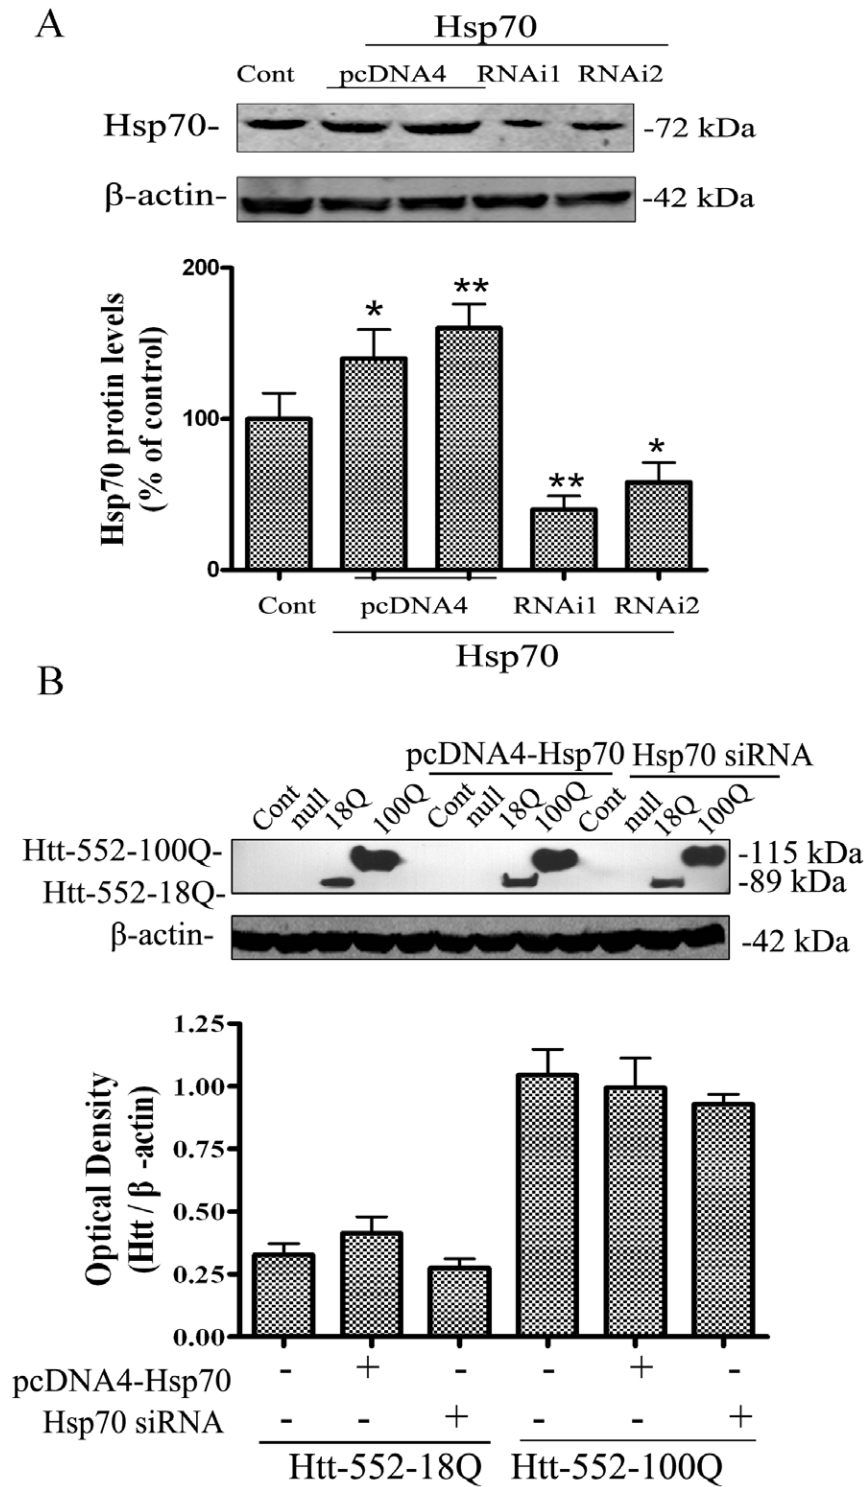 A
Hsp70
Cont pcDNA4 RNAi1 RNAi2
Hsp70- -72 kDa
β-actin- -42 kDa
200
100
0
Hsp70 protin levels
(% of control)
* ** ** *
Cont pcDNA4 RNAi1 RNAi2
Hsp70
B
pcDNA4-Hsp70 Hsp70 siRNA
Cont null 18Q 100Q Cont null 18Q 100Q Cont null 18Q 100Q
Htt-552-100Q- -115 kDa
Htt-552-18Q- -89 kDa
β-actin- -42 kDa
1.25
1.00
0.75
0.50
0.25
0.00
Optical Density
(Htt / β -actin)
pcDNA4-Hsp70 - + - - + -
Hsp70 siRNA - - + - - +
Htt-552-18Q Htt-552-100Q